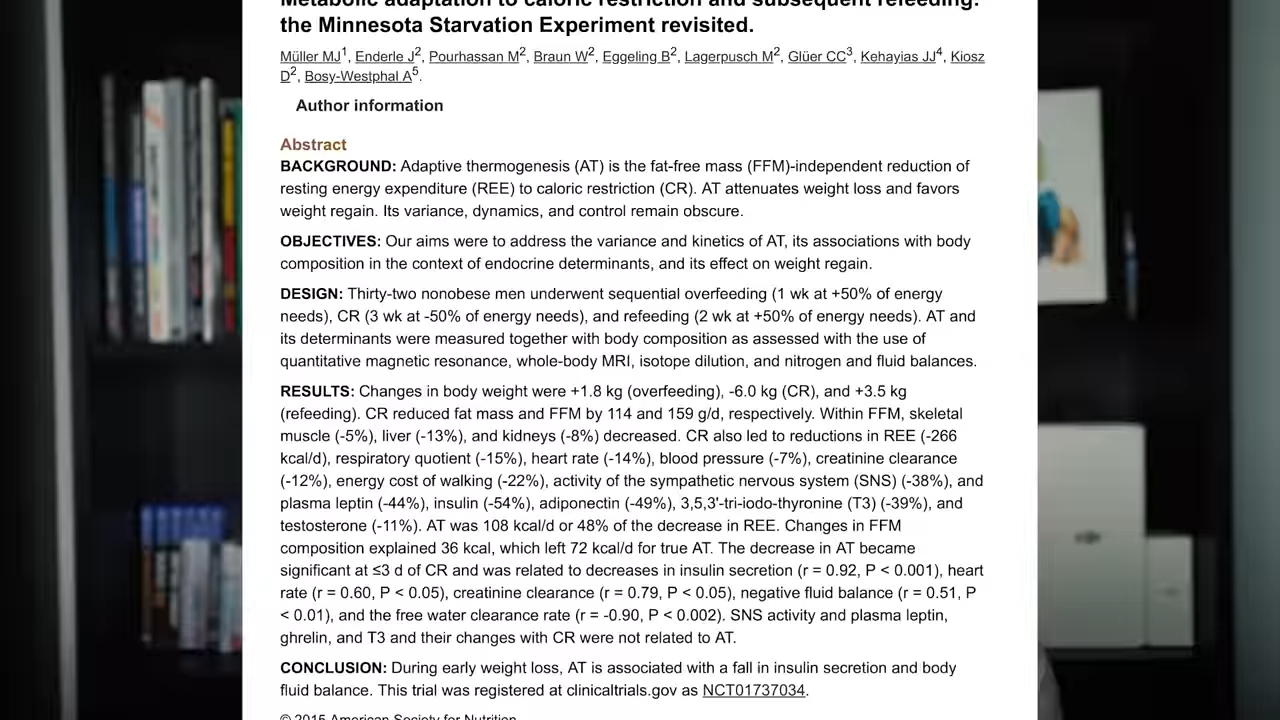 Metabolic adaptation to caloric restriction and subsequent refeeding:
the Minnesota Starvation Experiment revisited.
Müller MJ1, Enderle J2, Pourhassan M2, Braun W2, Eggeling B2, Lagerpusch M2, Glüer CC3, Kehayias JJ4, Kiosz
D2, Bosy-Westphal A5.
Author information
Abstract
BACKGROUND: Adaptive thermogenesis (AT) is the fat-free mass (FFM)-independent reduction of
resting energy expenditure (REE) to caloric restriction (CR). AT attenuates weight loss and favors
weight regain. Its variance, dynamics, and control remain obscure.
OBJECTIVES: Our aims were to address the variance and kinetics of AT, its associations with body
composition in the context of endocrine determinants, and its effect on weight regain.
DESIGN: Thirty-two nonobese men underwent sequential overfeeding (1 wk at +50% of energy
needs), CR (3 wk at -50% of energy needs), and refeeding (2 wk at +50% of energy needs). AT and
its determinants were measured together with body composition as assessed with the use of
quantitative magnetic resonance, whole-body MRI, isotope dilution, and nitrogen and fluid balances.
RESULTS: Changes in body weight were +1.8 kg (overfeeding), -6.0 kg (CR), and +3.5 kg
(refeeding). CR reduced fat mass and FFM by 114 and 159 g/d, respectively. Within FFM, skeletal
muscle (-5%), liver (-13%), and kidneys (-8%) decreased. CR also led to reductions in REE (-266
kcal/d), respiratory quotient (-15%), heart rate (-14%), blood pressure (-7%), creatinine clearance
(-12%), energy cost of walking (-22%), activity of the sympathetic nervous system (SNS) (-38%), and
plasma leptin (-44%), insulin (-54%), adiponectin (-49%), 3,5,3'-tri-iodo-thyronine (T3) (-39%), and
testosterone (-11%). AT was 108 kcal/d or 48% of the decrease in REE. Changes in FFM
composition explained 36 kcal, which left 72 kcal/d for true AT. The decrease in AT became
significant at ≤3 d of CR and was related to decreases in insulin secretion (r = 0.92, P < 0.001), heart
rate (r = 0.60, P < 0.05), creatinine clearance (r = 0.79, P < 0.05), negative fluid balance (r = 0.51, P
< 0.01), and the free water clearance rate (r = -0.90, P < 0.002). SNS activity and plasma leptin,
ghrelin, and T3 and their changes with CR were not related to AT.
CONCLUSION: During early weight loss, AT is associated with a fall in insulin secretion and body
fluid balance. This trial was registered at clinicaltrials.gov as NCT01737034.
© 2015 American Society for Nutrition